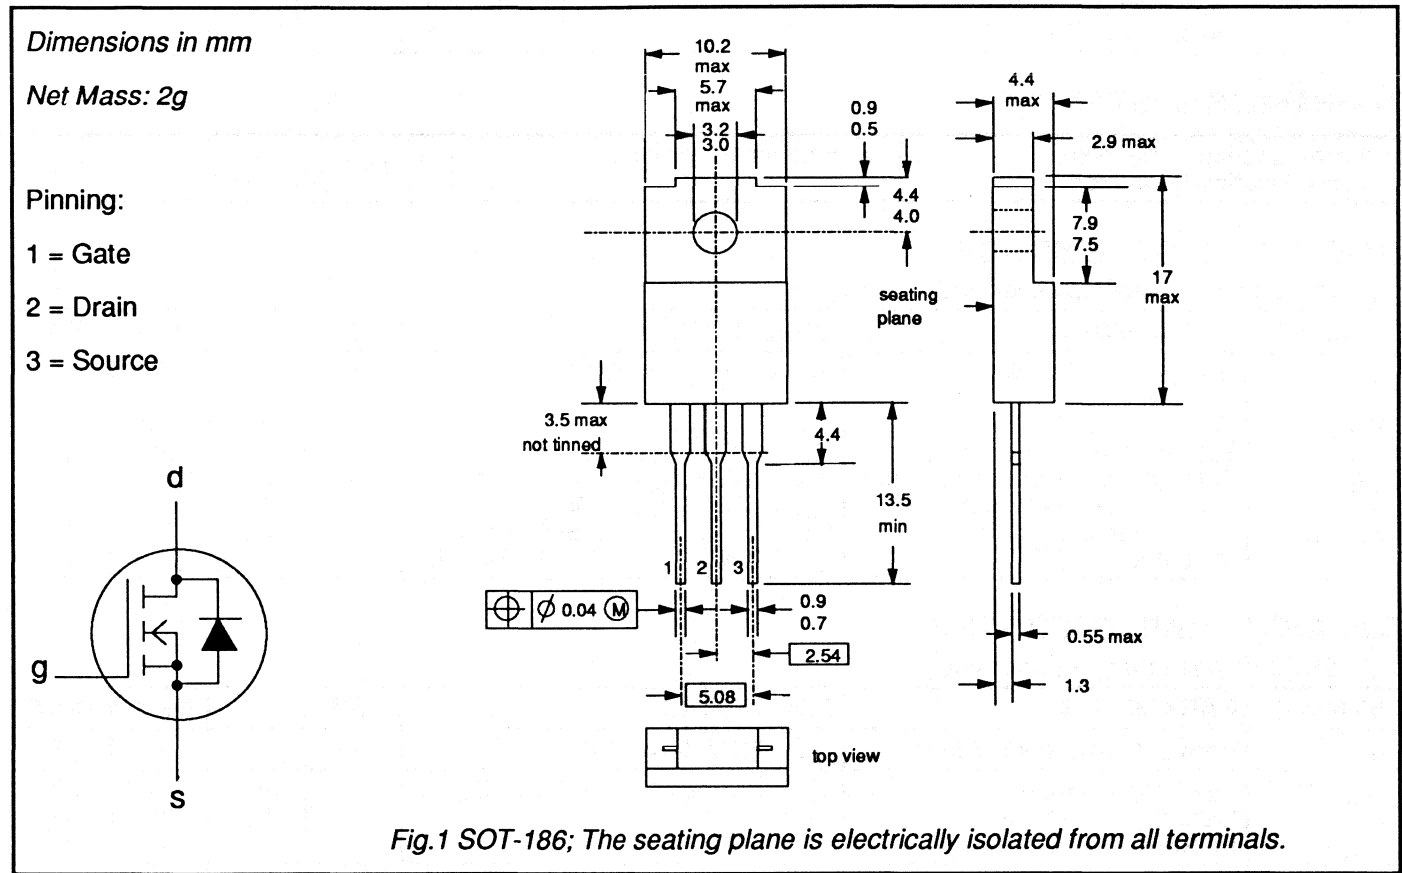 Dimensions in mm
Net Mass: 2g
Pinning:
1 = Gate
2 = Drain
3 = Source
d
g
s
10.2
max
5.7
max
3.2
3.0
0.9
0.5
4.4
4.0
seating
plane
3.5 max
not tinned
4.4
13.5
min
1 2 3
Ø 0.04 Ⓜ
0.9
0.7
2.54
5.08
top view
4.4
max
2.9 max
7.9
7.5
17
max
0.55 max
1.3
Fig.1 SOT-186; The seating plane is electrically isolated from all terminals.